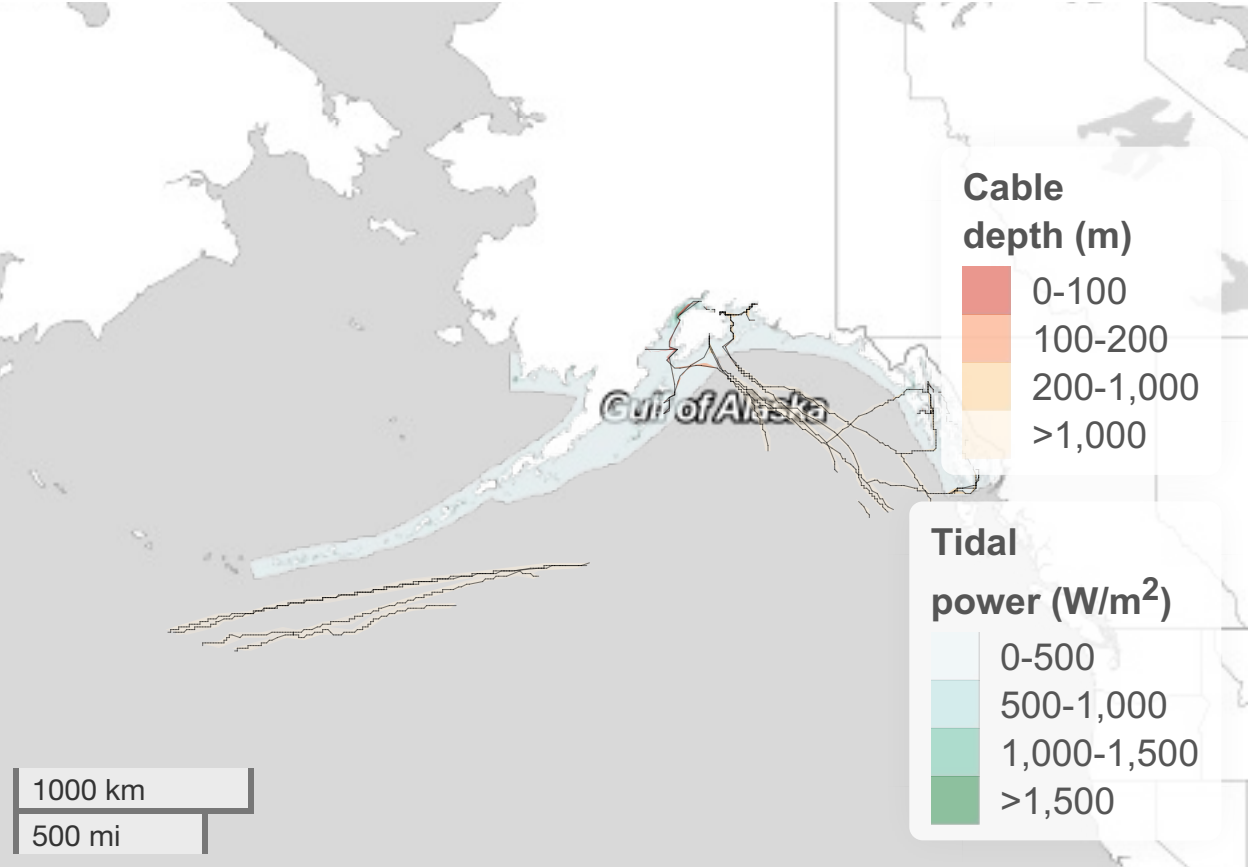 Cable
depth (m)
0-100
100-200
200-1,000
>1,000
Gulf of Alaska
Tidal
power (W/m²)
0-500
500-1,000
1,000-1,500
>1,500
1000 km
500 mi